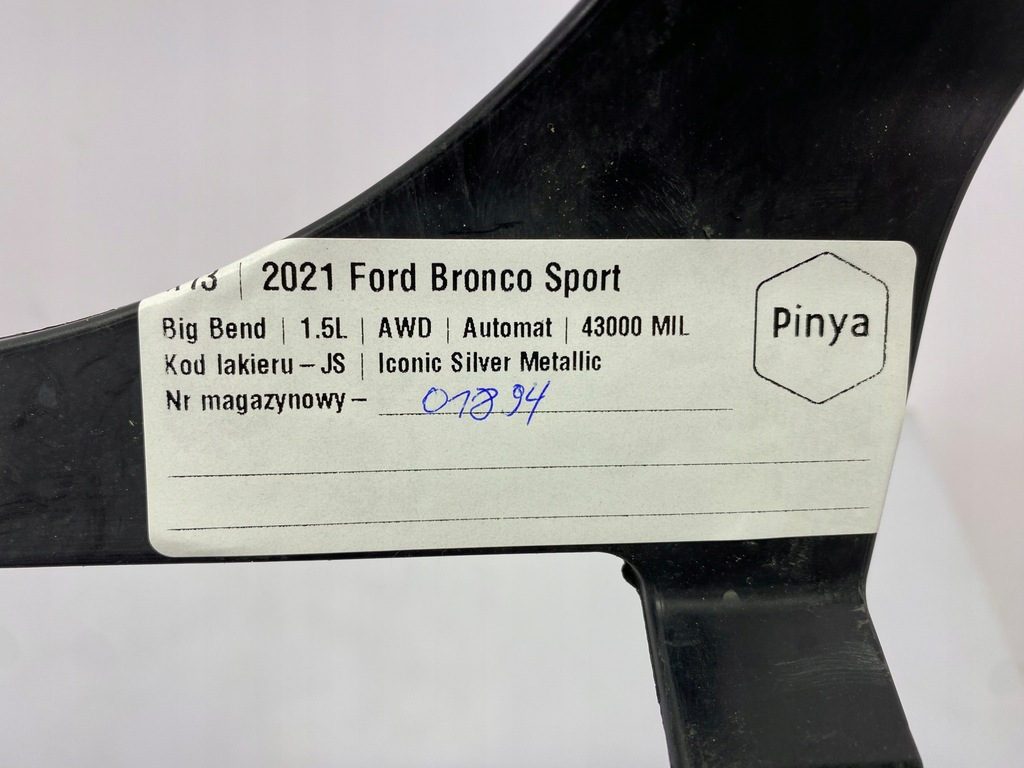 | 2021 Ford Bronco Sport
Big Bend | 1.5L | AWD | Automat | 43000 MIL
Kod lakieru – JS | Iconic Silver Metallic
Nr magazynowy – 01894
Pinya